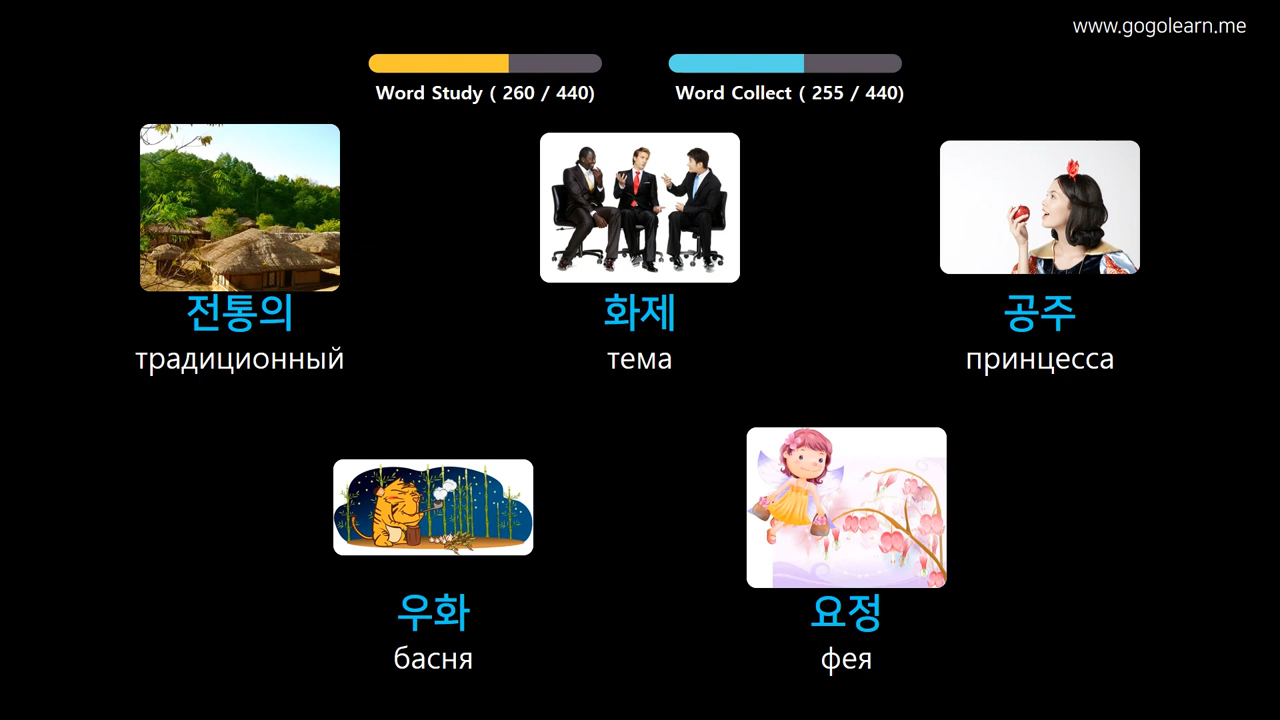 www.gogolearn.me
Word Study ( 260 / 440)
Word Collect ( 255 / 440)
전통의
традиционный
화제
тема
공주
принцесса
우화
басня
요정
фея